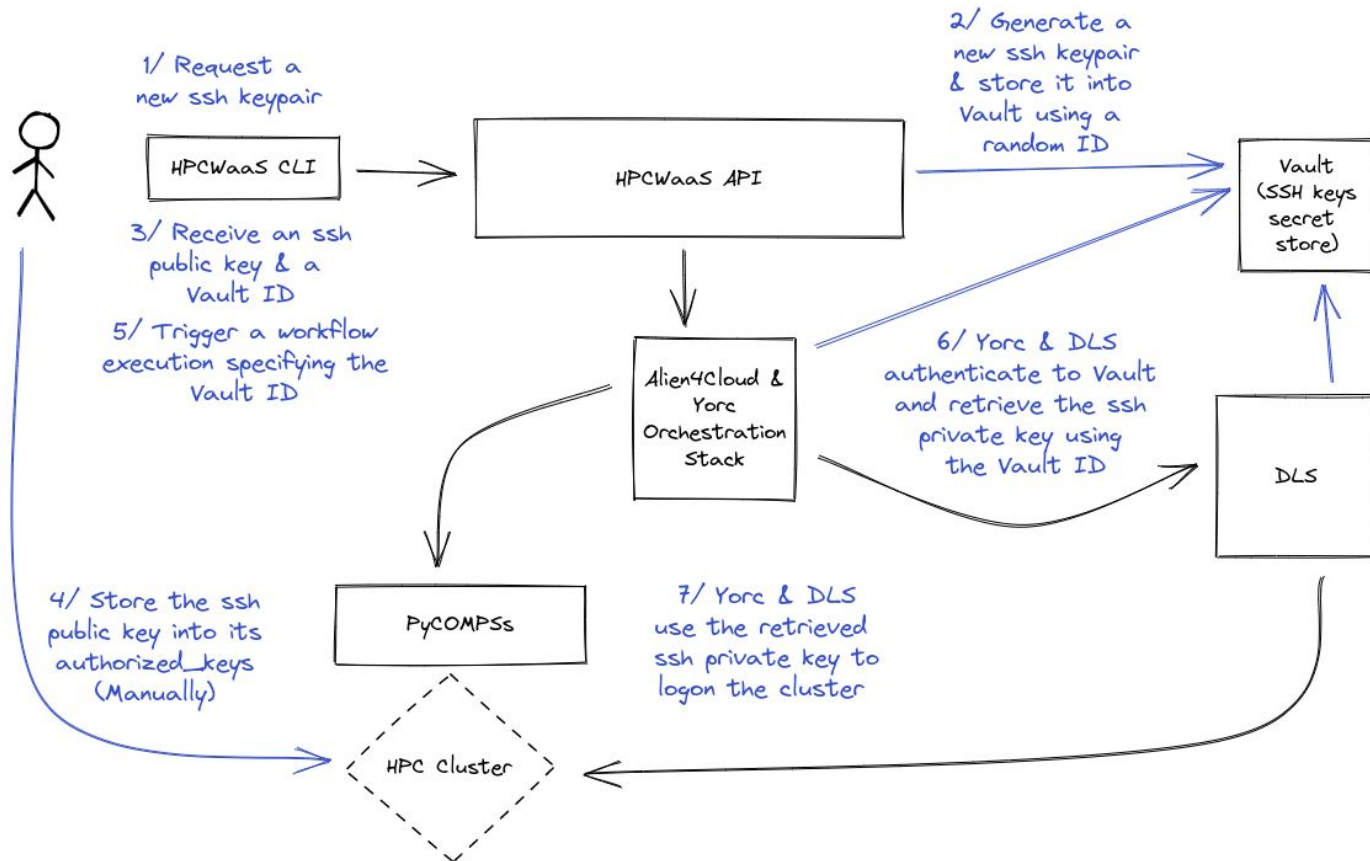 1/ Request a
new ssh keypair
HPCWaaS CLI
HPCWaaS API
2/ Generate a
new ssh keypair
& store it into
Vault using a
random ID
Vault
(SSH keys
secret
store)
3/ Receive an ssh
public key & a
Vault ID
5/ Trigger a workflow
execution specifying the
Vault ID
Alien4Cloud &
Yorc
Orchestration
Stack
6/ Yorc & DLS
authenticate to Vault
and retrieve the ssh
private key using
the Vault ID
DLS
4/ Store the ssh
public key into its
authorized_keys
(Manually)
PyCOMPSs
7/ Yorc & DLS
use the retrieved
ssh private key to
logon the cluster
HPC Cluster